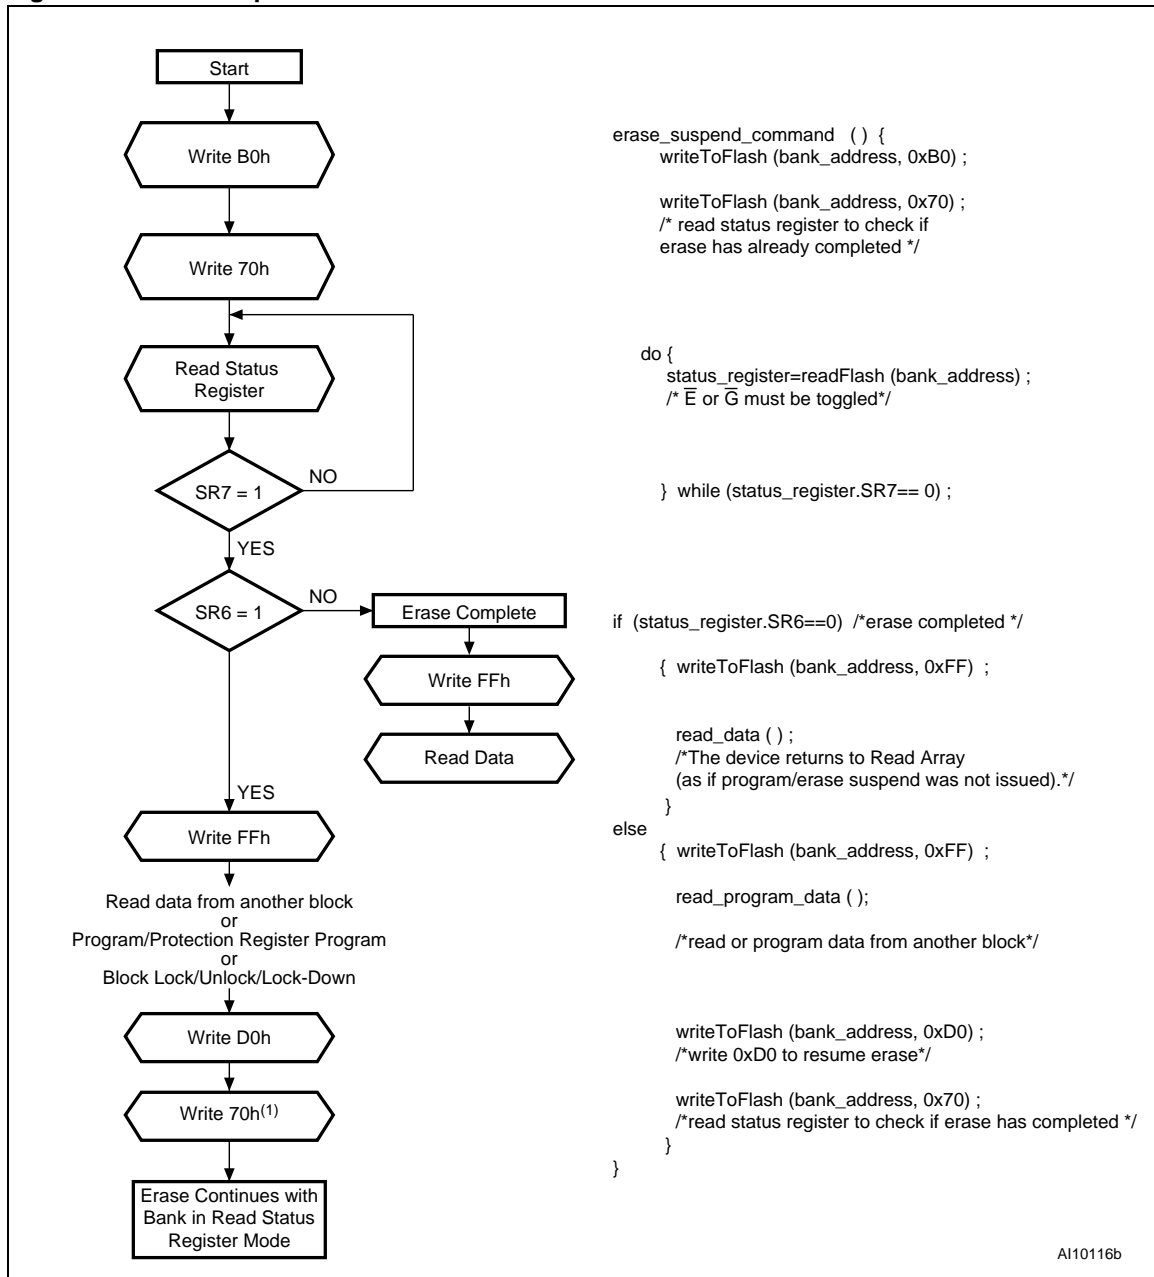 Start
Write B0h
Write 70h
Read Status
Register
SR7 = 1
NO
YES
SR6 = 1
NO
Erase Complete
Write FFh
Read Data
YES
Write FFh
Read data from another block
or
Program/Protection Register Program
or
Block Lock/Unlock/Lock-Down
Write D0h
Write 70h(1)
Erase Continues with
Bank in Read Status
Register Mode
erase_suspend_command ( ) {
writeToFlash (bank_address, 0xB0) ;
writeToFlash (bank_address, 0x70) ;
/* read status register to check if
erase has already completed */
do {
status_register=readFlash (bank_address) ;
/* E̅ or G̅ must be toggled*/
} while (status_register.SR7== 0) ;
if (status_register.SR6==0) /*erase completed */
{ writeToFlash (bank_address, 0xFF) ;
read_data ( ) ;
/*The device returns to Read Array
(as if program/erase suspend was not issued).*/
}
else
{ writeToFlash (bank_address, 0xFF) ;
read_program_data ( );
/*read or program data from another block*/
writeToFlash (bank_address, 0xD0) ;
/*write 0xD0 to resume erase*/
writeToFlash (bank_address, 0x70) ;
/*read status register to check if erase has completed */
}
}
AI10116b